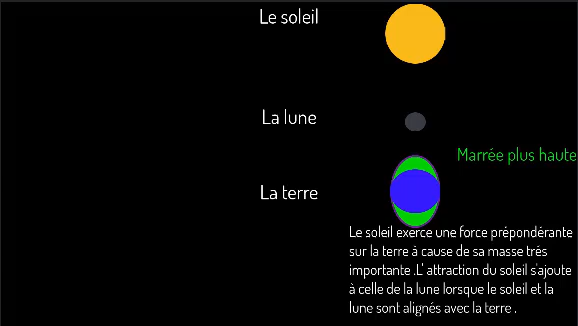 Le soleil
La lune
Marrée plus haute
La terre
Le soleil exerce une force prépondérante
sur la terre à cause de sa masse trés
importante .L' attraction du soleil s'ajoute
à celle de la lune lorsque le soleil et la
lune sont alignés avec la terre .